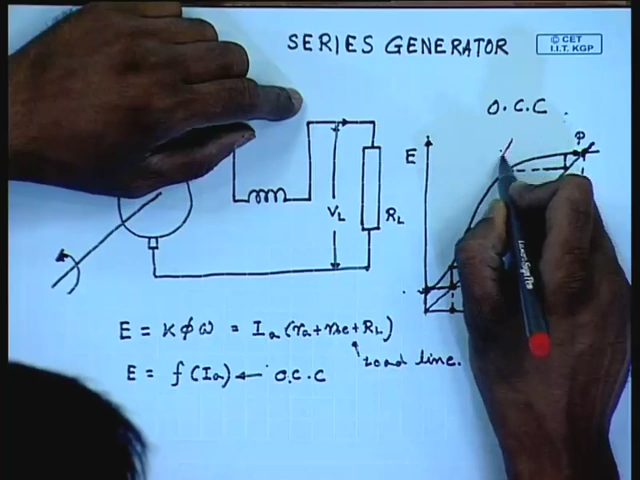 SERIES GENERATOR
© CET
I.I.T. KGP
O.C.C.
E
P
VL
RL
E = Kϕω = Ia(ra+rse+RL)
Load line.
E = f(Ia) ← O.C.C